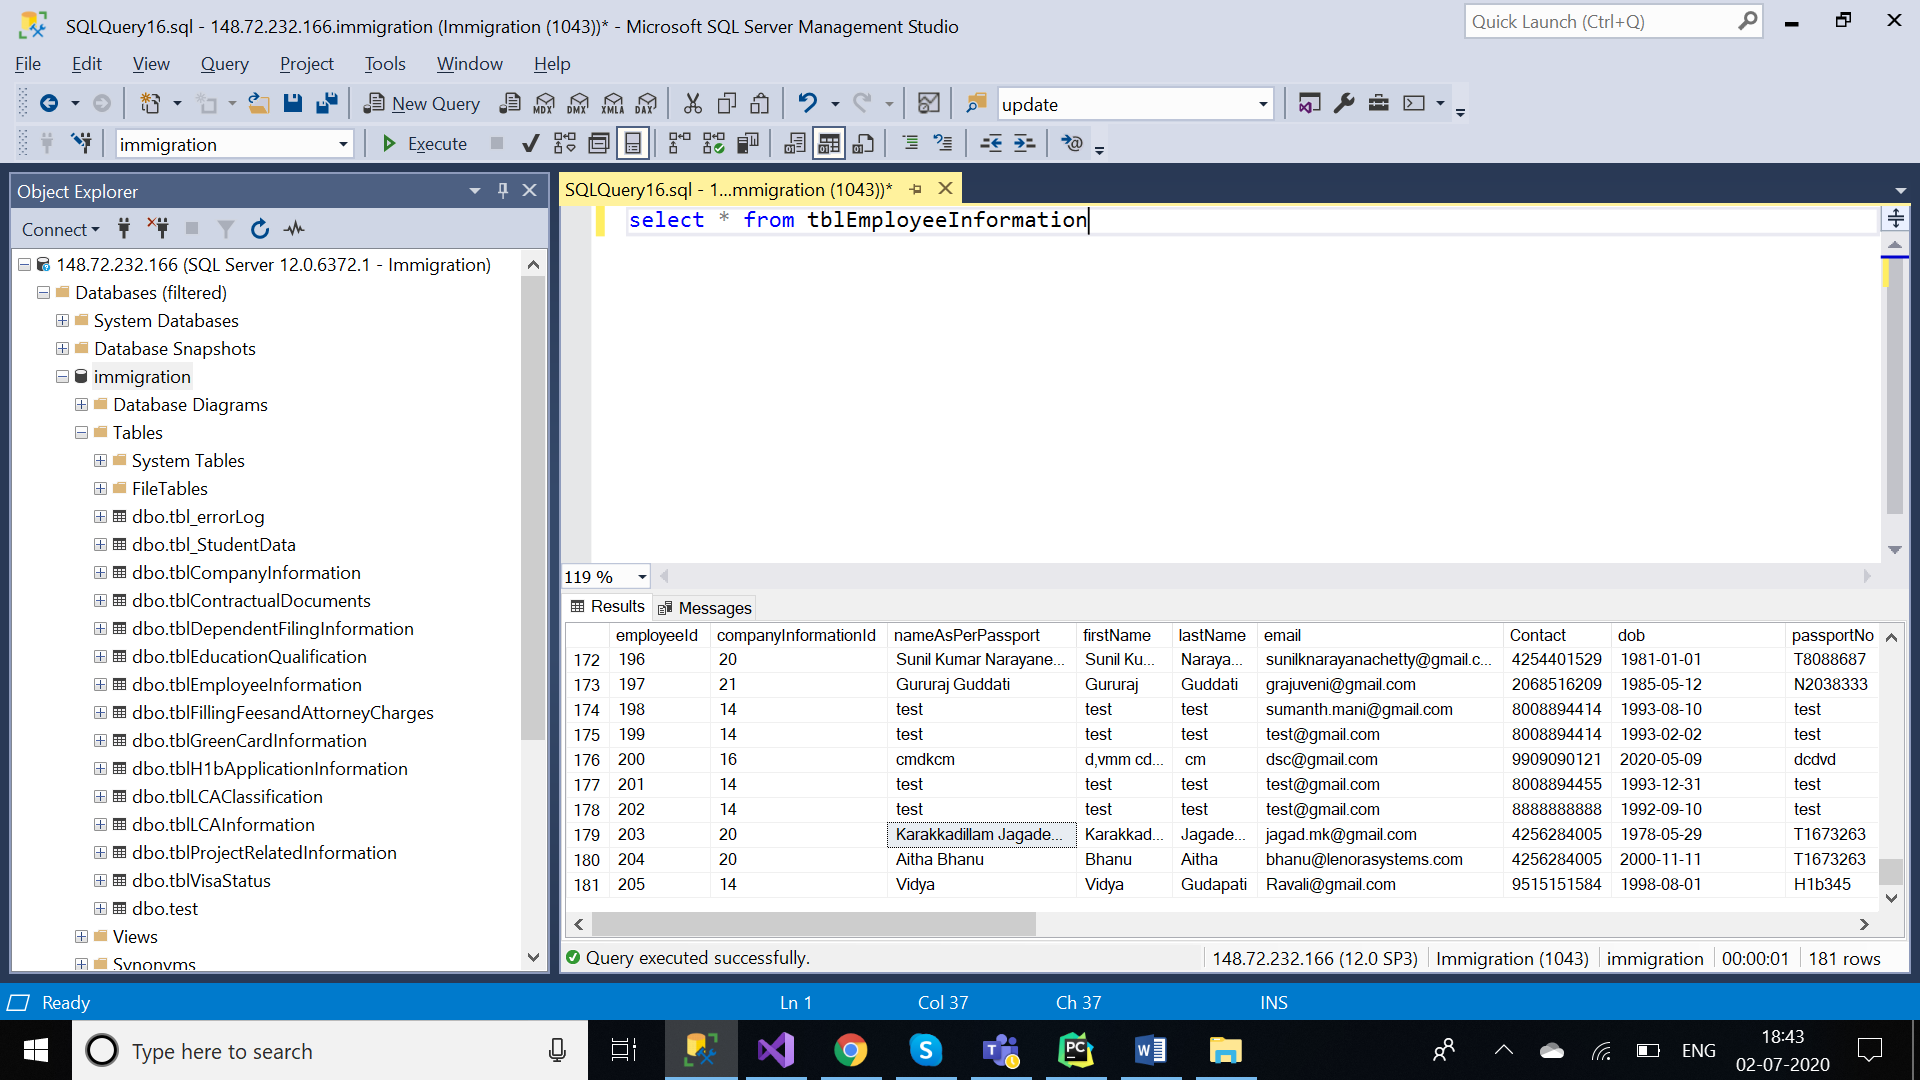 SQLQuery16.sql - 148.72.232.166.immigration (Immigration (1043))* - Microsoft SQL Server Management Studio
Quick Launch (Ctrl+Q)
File Edit View Query Project Tools Window Help
New Query MDX DMX XMLA DAX update
immigration Execute
Object Explorer
SQLQuery16.sql - 1...mmigration (1043))*
Connect
select * from tblEmployeeInformation
148.72.232.166 (SQL Server 12.0.6372.1 - Immigration)
Databases (filtered)
System Databases
Database Snapshots
immigration
Database Diagrams
Tables
System Tables
FileTables
dbo.tbl_errorLog
dbo.tbl_StudentData
dbo.tblCompanyInformation
dbo.tblContractualDocuments
dbo.tblDependentFilingInformation
dbo.tblEducationQualification
dbo.tblEmployeeInformation
dbo.tblFillingFeesandAttorneyCharges
dbo.tblGreenCardInformation
dbo.tblH1bApplicationInformation
dbo.tblLCAClassification
dbo.tblLCAInformation
dbo.tblProjectRelatedInformation
dbo.tblVisaStatus
dbo.test
Views
Synonyms
119 %
Results Messages
employeeId companyInformationId nameAsPerPassport firstName lastName email Contact dob passportNo
172 196 20 Sunil Kumar Narayane... Sunil Ku... Naraya... sunilknarayanachetty@gmail.c... 4254401529 1981-01-01 T8088687
173 197 21 Gururaj Guddati Gururaj Guddati grajuveni@gmail.com 2068516209 1985-05-12 N2038333
174 198 14 test test test sumanth.mani@gmail.com 8008894414 1993-08-10 test
175 199 14 test test test test@gmail.com 8008894414 1993-02-02 test
176 200 16 cmdkcm d,vmm cd... cm dsc@gmail.com 9909090121 2020-05-09 dcdvd
177 201 14 test test test test@gmail.com 8008894455 1993-12-31 test
178 202 14 test test test test@gmail.com 8888888888 1992-09-10 test
179 203 20 Karakkadillam Jagade... Karakkad... Jagade... jagad.mk@gmail.com 4256284005 1978-05-29 T1673263
180 204 20 Aitha Bhanu Bhanu Aitha bhanu@lenorasystems.com 4256284005 2000-11-11 T1673263
181 205 14 Vidya Vidya Gudapati Ravali@gmail.com 9515151584 1998-08-01 H1b345
Query executed successfully. 148.72.232.166 (12.0 SP3) Immigration (1043) immigration 00:00:01 181 rows
Ready Ln 1 Col 37 Ch 37 INS
Type here to search
ENG
18:43
02-07-2020